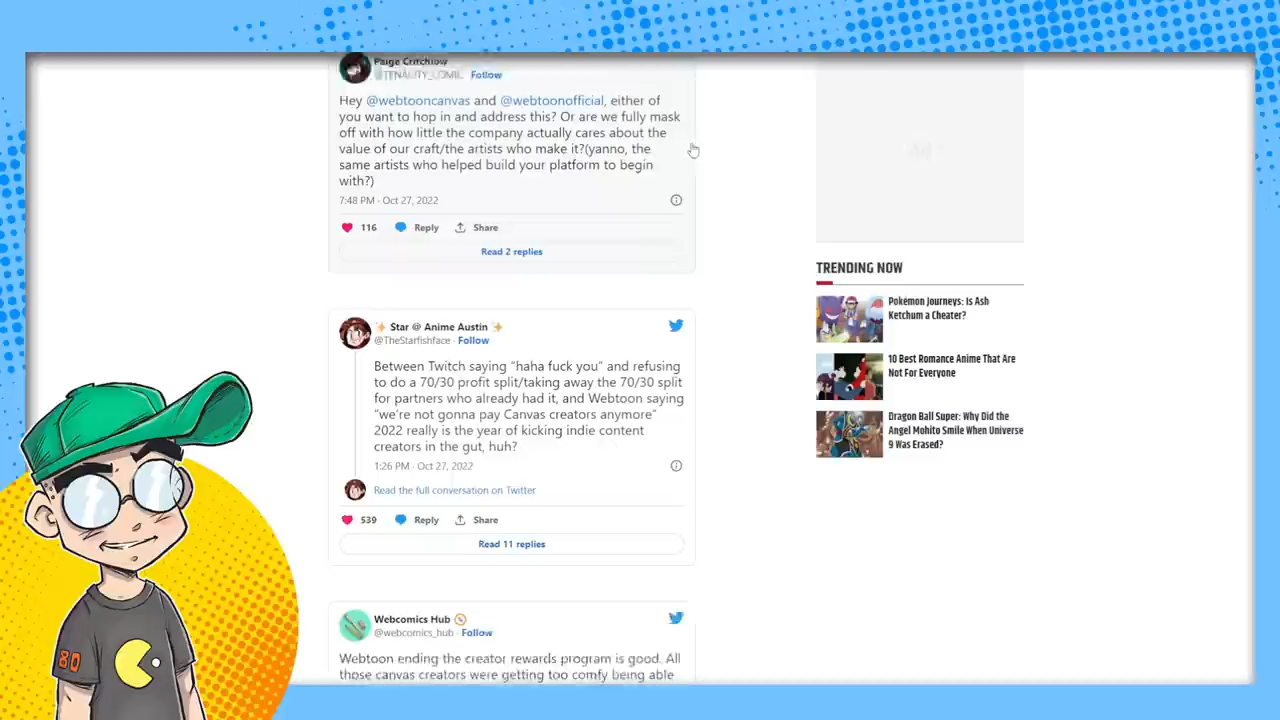 Paige Critchlow
@TENALITY_COMIC · Follow
Hey @webtooncanvas and @webtoonofficial, either of
you want to hop in and address this? Or are we fully mask
off with how little the company actually cares about the
value of our craft/the artists who make it?(yanno, the
same artists who helped build your platform to begin
with?)
7:48 PM · Oct 27, 2022
116 Reply Share
Read 2 replies
TRENDING NOW
Pokémon Journeys: Is Ash
Ketchum a Cheater?
10 Best Romance Anime That Are
Not For Everyone
Dragon Ball Super: Why Did the
Angel Mohito Smile When Universe
9 Was Erased?
Star @ Anime Austin
@TheStarfishface · Follow
Between Twitch saying "haha fuck you" and refusing
to do a 70/30 profit split/taking away the 70/30 split
for partners who already had it, and Webtoon saying
"we're not gonna pay Canvas creators anymore"
2022 really is the year of kicking indie content
creators in the gut, huh?
1:26 PM · Oct 27, 2022
Read the full conversation on Twitter
539 Reply Share
Read 11 replies
Webcomics Hub
@webcomics_hub · Follow
Webtoon ending the creator rewards program is good. All
those canvas creators were getting too comfy being able
80